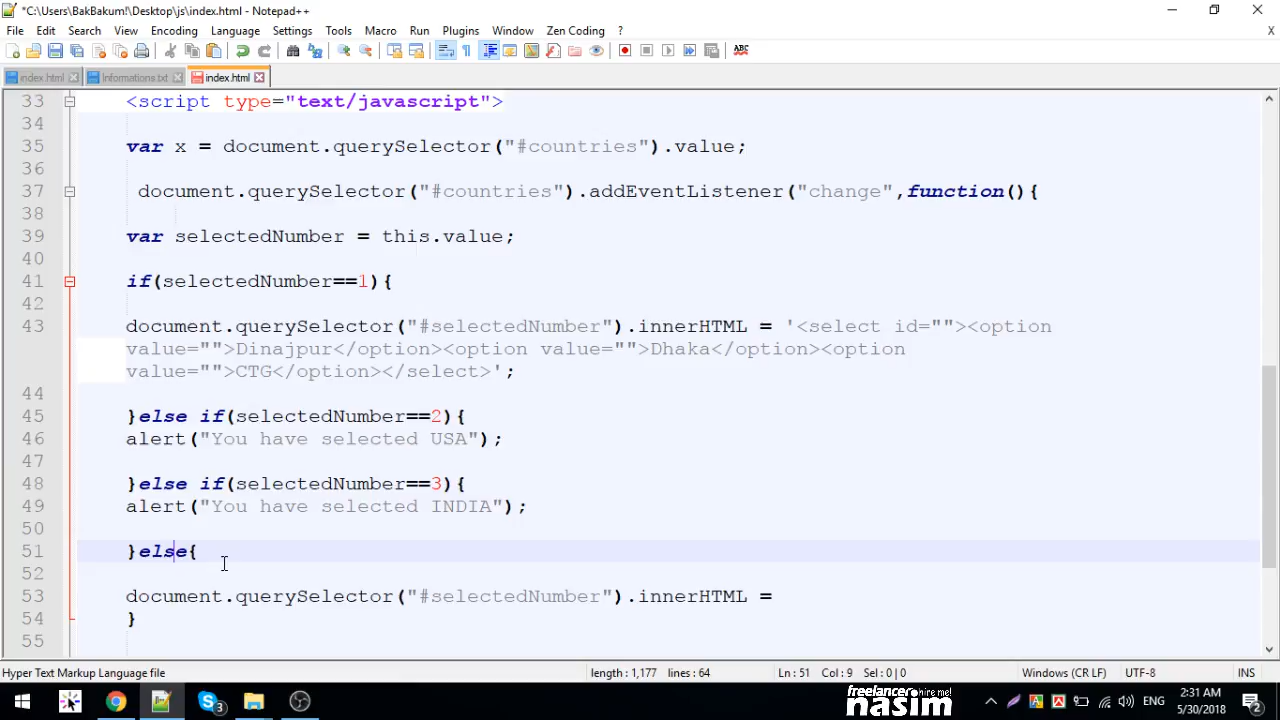 *C:\Users\BakBakum!\Desktop\js\index.html - Notepad++
File Edit Search View Encoding Language Settings Tools Macro Run Plugins Window Zen Coding ?
X
ABC
index.html Informations.txt index.html
33 <script type="text/javascript">
34
35 var x = document.querySelector("#countries").value;
36
37 document.querySelector("#countries").addEventListener("change",function(){
38
39 var selectedNumber = this.value;
40
41 if(selectedNumber==1){
42
43 document.querySelector("#selectedNumber").innerHTML = '<select id=""><option
value="">Dinajpur</option><option value="">Dhaka</option><option
value="">CTG</option></select>';
44
45 }else if(selectedNumber==2){
46 alert("You have selected USA");
47
48 }else if(selectedNumber==3){
49 alert("You have selected INDIA");
50
51 }else{
52
53 document.querySelector("#selectedNumber").innerHTML =
54 }
55
Hyper Text Markup Language file length : 1,177 lines : 64 Ln : 51 Col : 9 Sel : 0 | 0 Windows (CR LF) UTF-8 INS
3
freelancer hire me!
nasim
ENG
2:31 AM
5/30/2018
2